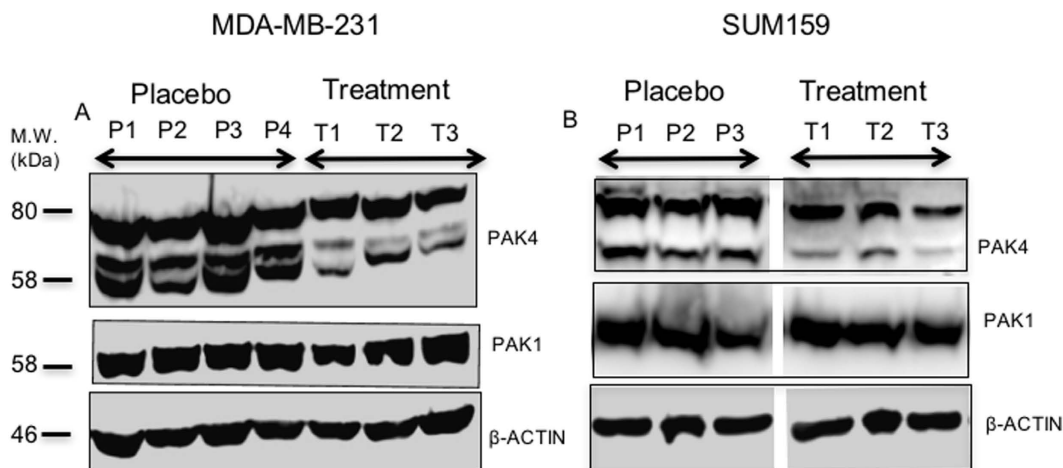 MDA-MB-231
SUM159
Placebo
Treatment
A
P1 P2 P3 P4 T1 T2 T3
M.W.
(kDa)
80
58
PAK4
58
PAK1
46
β-ACTIN
Placebo
Treatment
B
P1 P2 P3 T1 T2 T3
PAK4
PAK1
β-ACTIN